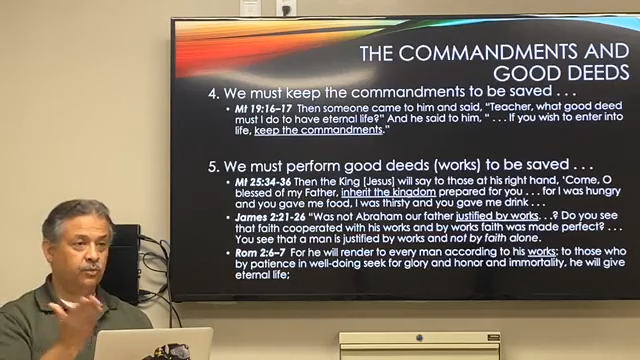 THE COMMANDMENTS AND
GOOD DEEDS
4. We must keep the commandments to be saved . . .
• Mt 19:16–17 Then someone came to him and said, "Teacher, what good deed
must I do to have eternal life?" And he said to him, " . . . If you wish to enter into
life, keep the commandments."
5. We must perform good deeds (works) to be saved . . .
• Mt 25:34-36 Then the King [Jesus] will say to those at his right hand, 'Come, O
blessed of my Father, inherit the kingdom prepared for you . . . for I was hungry
and you gave me food, I was thirsty and you gave me drink . . .
• James 2:21-26 "Was not Abraham our father justified by works. . .? Do you see
that faith cooperated with his works and by works faith was made perfect? . . .
You see that a man is justified by works and not by faith alone.
• Rom 2:6–7 For he will render to every man according to his works: to those who
by patience in well-doing seek for glory and honor and immortality, he will give
eternal life;